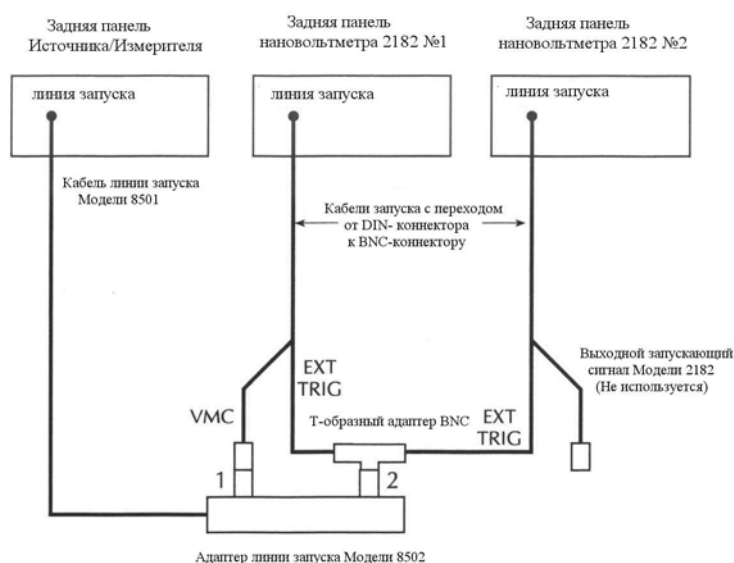 Задняя панель
Источника/Измерителя
Задняя панель
нановольтметра 2182 №1
Задняя панель
нановольтметра 2182 №2
линия запуска
линия запуска
линия запуска
Кабель линии запуска
Модели 8501
Кабели запуска с переходом
от DIN- коннектора
к BNC-коннектору
Выходной запускающий
сигнал Модели 2182
(Не используется)
EXT
TRIG
VMC
Т-образный адаптер BNC
EXT
TRIG
1
2
Адаптер линии запуска Модели 8502